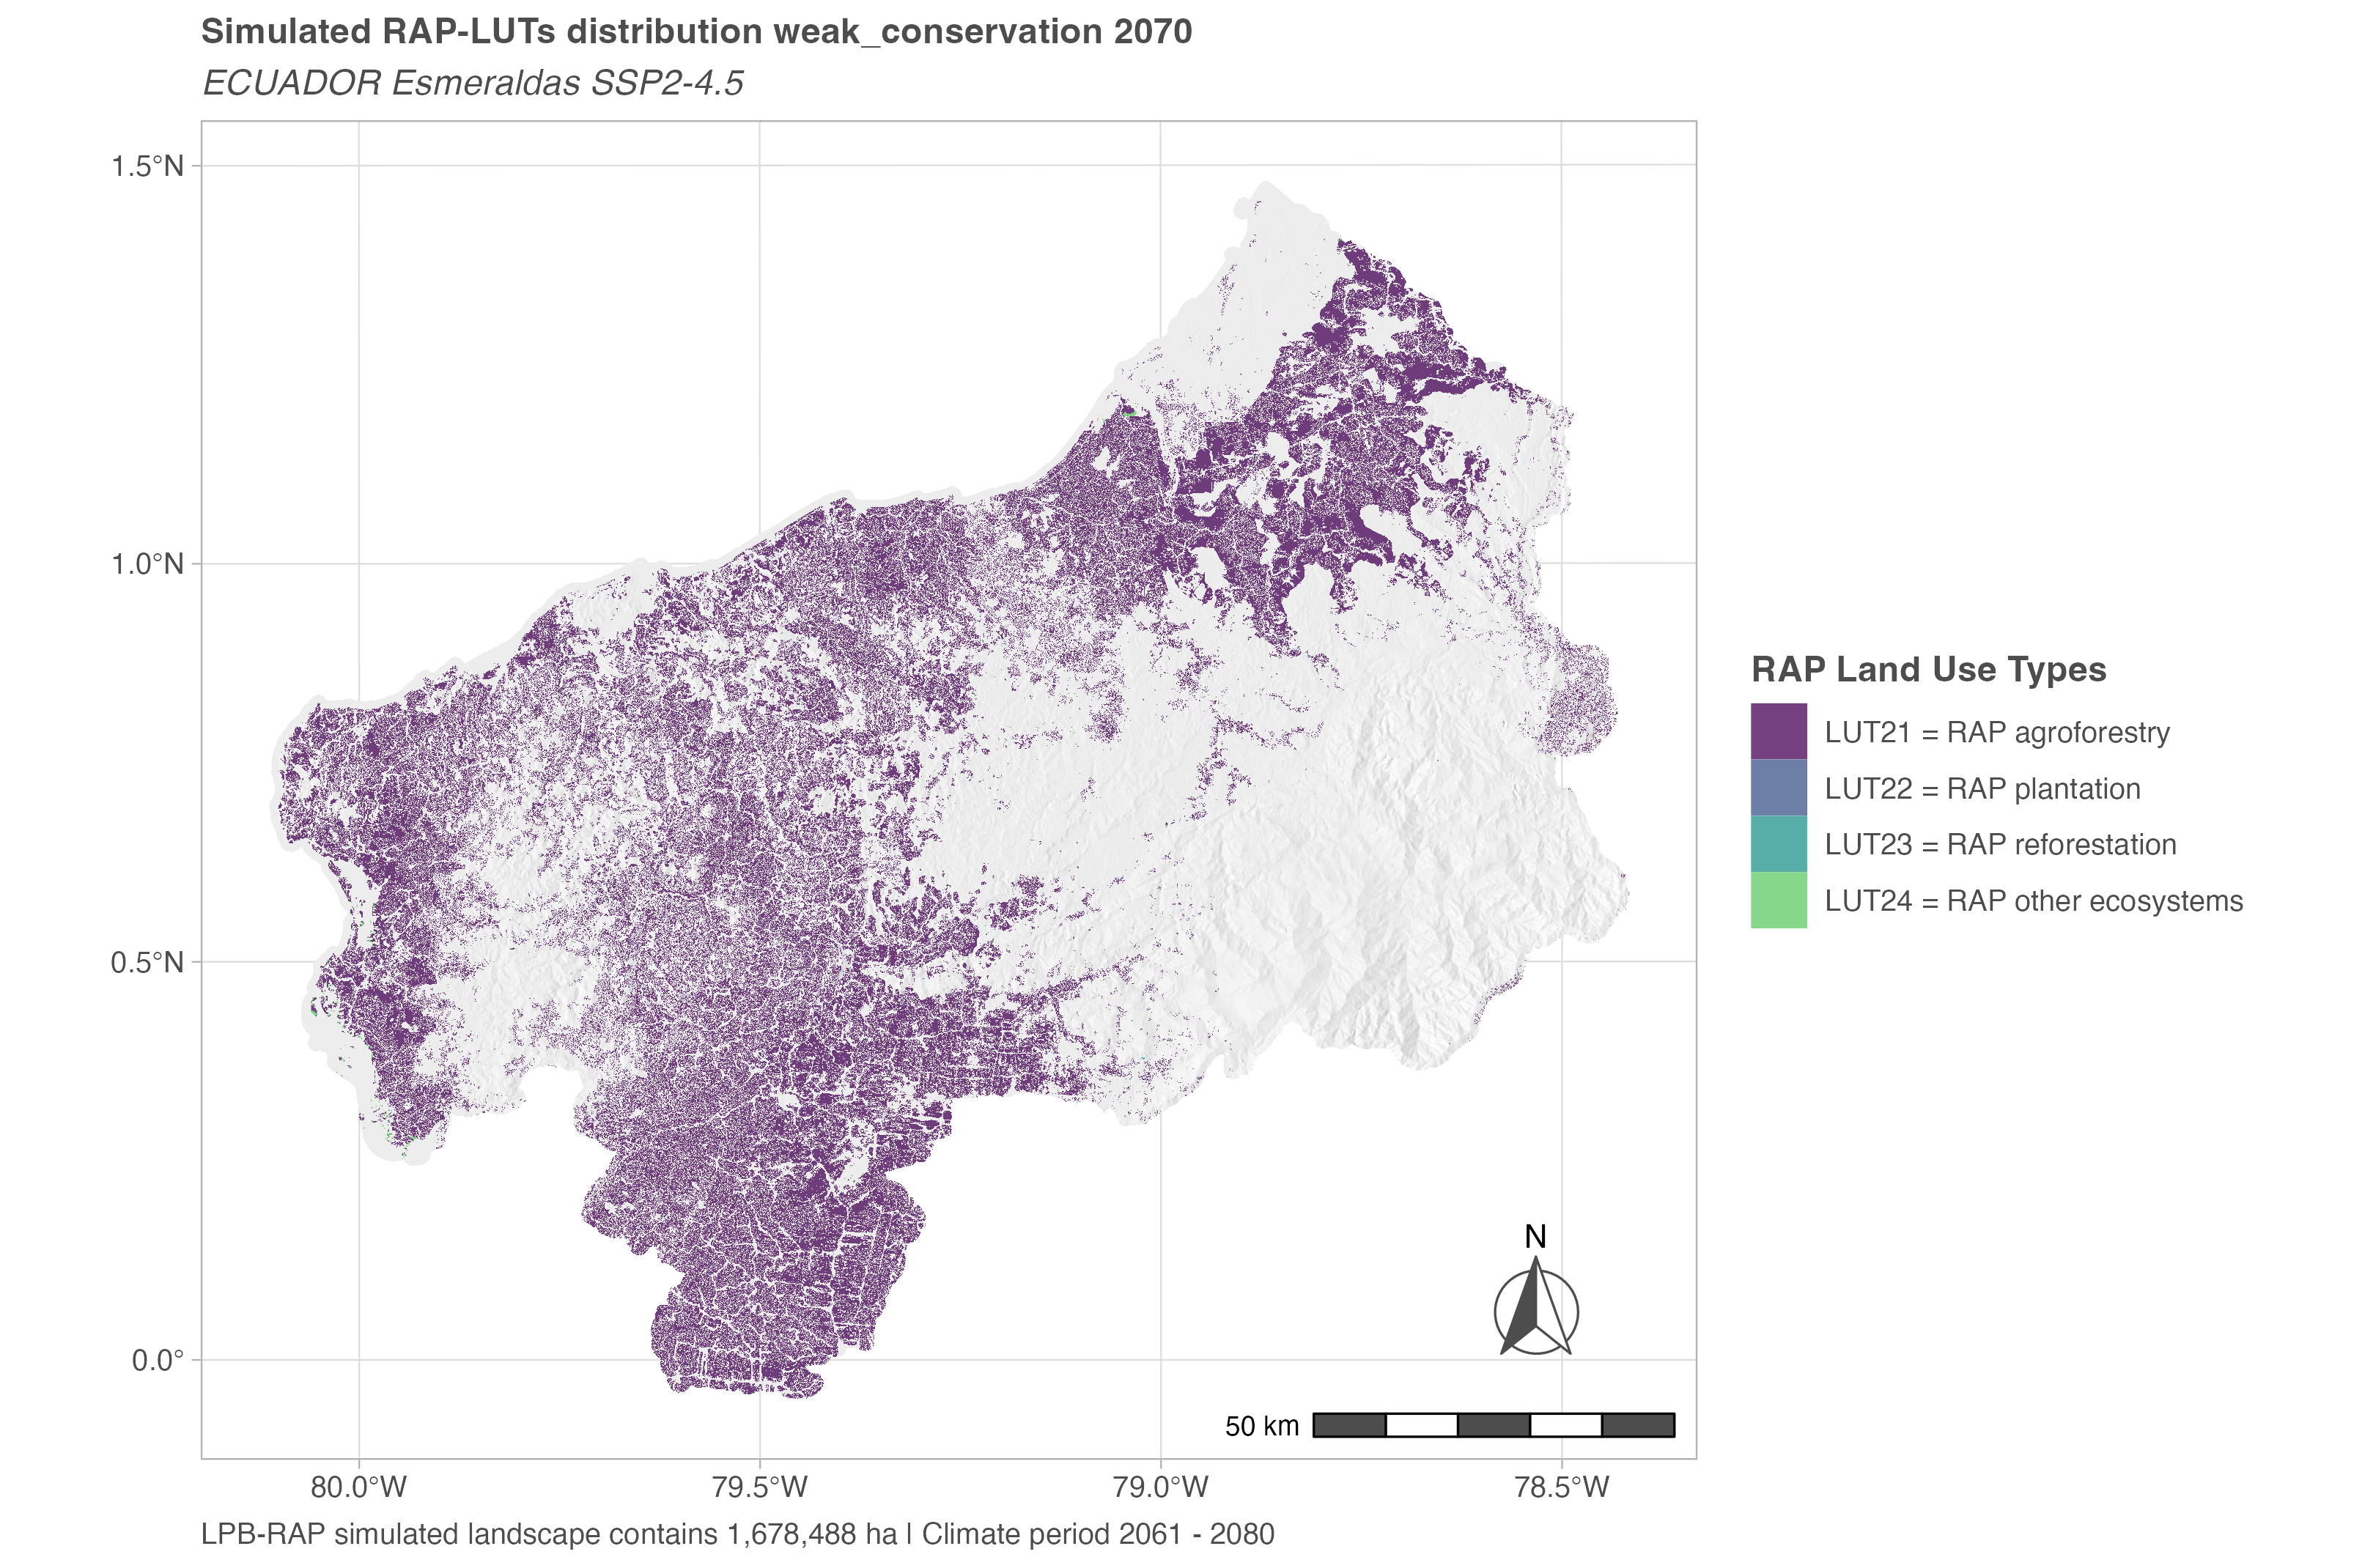 Simulated RAP-LUTs distribution weak_conservation 2070
ECUADOR Esmeraldas SSP2-4.5
1.5°N
1.0°N
0.5°N
0.0°
80.0°W
79.5°W
79.0°W
78.5°W
N
50 km
RAP Land Use Types
LUT21 = RAP agroforestry
LUT22 = RAP plantation
LUT23 = RAP reforestation
LUT24 = RAP other ecosystems
LPB-RAP simulated landscape contains 1,678,488 ha | Climate period 2061 - 2080